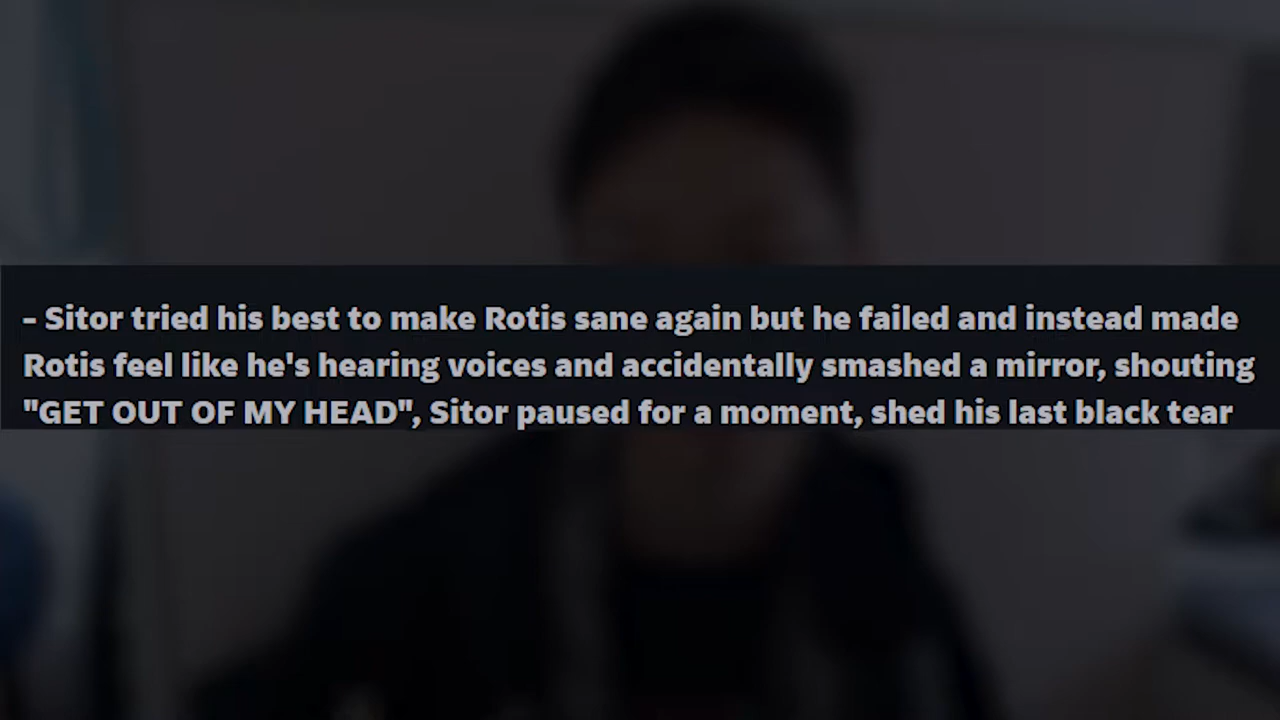 - Sitor tried his best to make Rotis sane again but he failed and instead made
Rotis feel like he's hearing voices and accidentally smashed a mirror, shouting
"GET OUT OF MY HEAD", Sitor paused for a moment, shed his last black tear